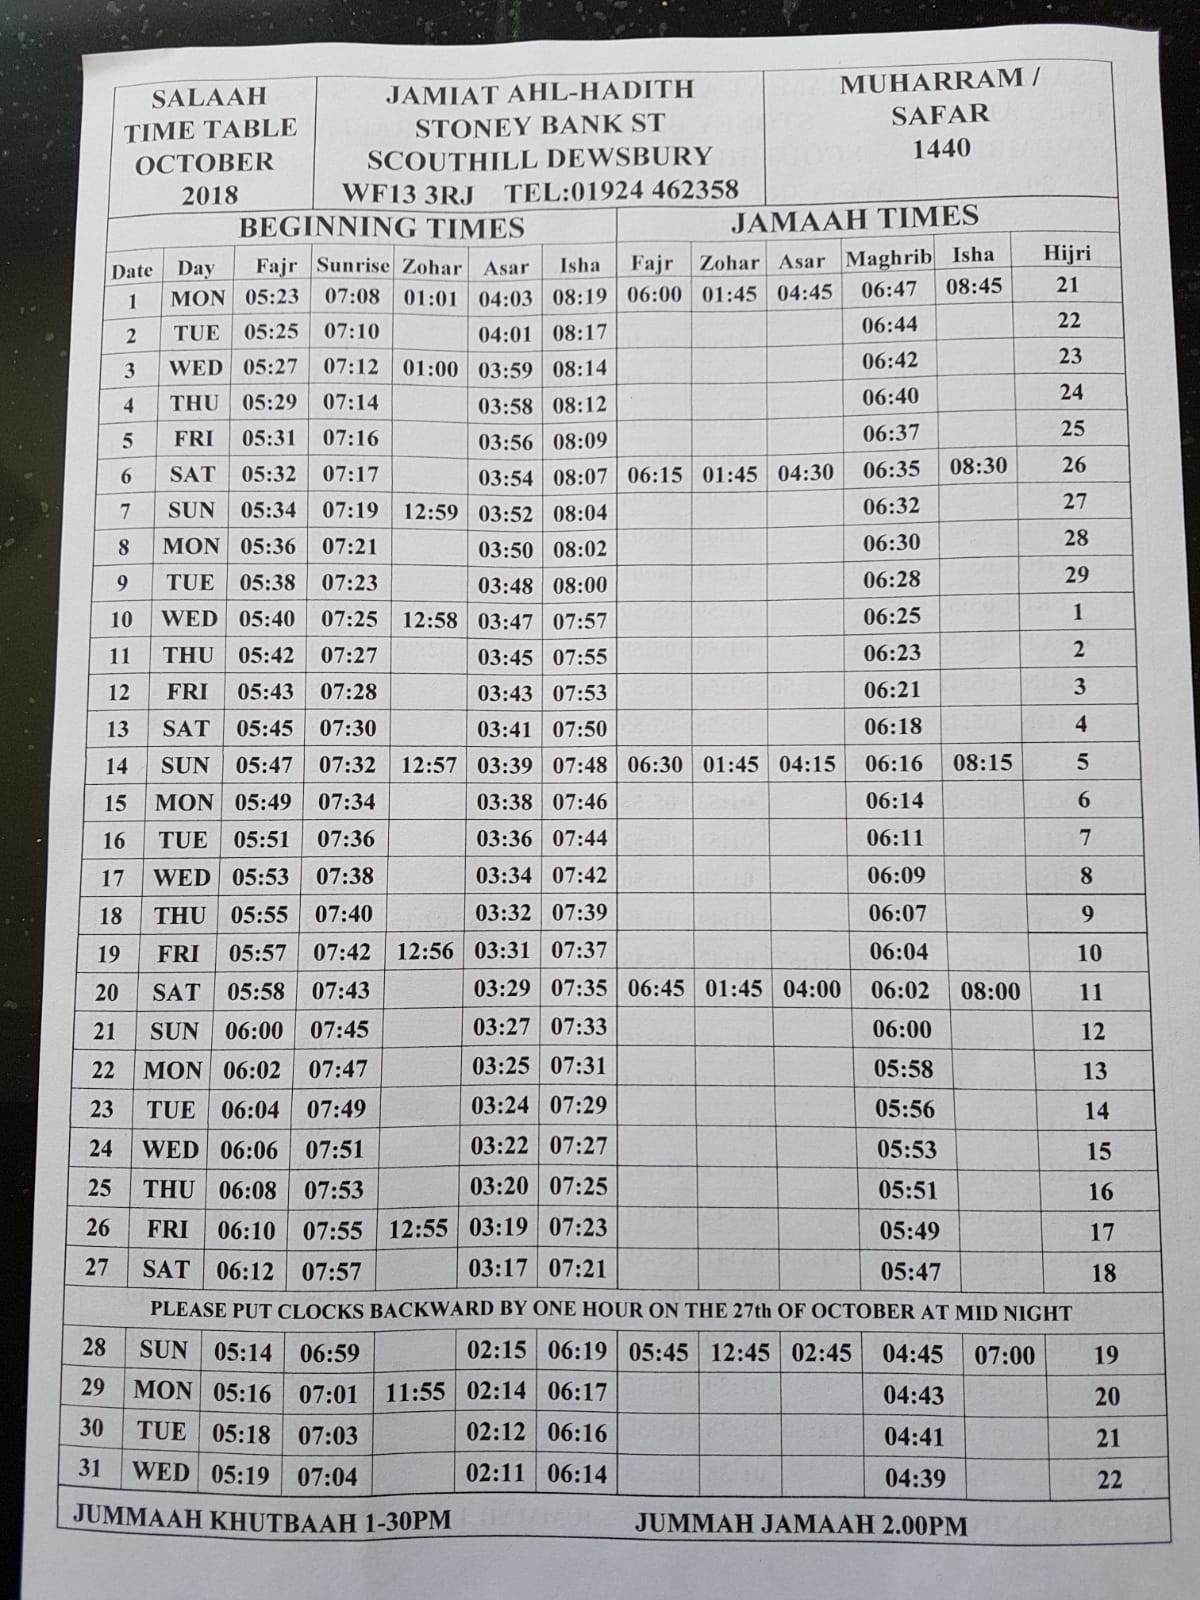 SALAAH
TIME TABLE
OCTOBER
2018
JAMIAT AHL-HADITH
STONEY BANK ST
SCOUTHILL DEWSBURY
WF13 3RJ TEL:01924 462358
MUHARRAM /
SAFAR
1440
BEGINNING TIMES JAMAAH TIMES
Date Day Fajr Sunrise Zohar Asar Isha Fajr Zohar Asar Maghrib Isha Hijri
1 MON 05:23 07:08 01:01 04:03 08:19 06:00 01:45 04:45 06:47 08:45 21
2 TUE 05:25 07:10 04:01 08:17 06:44 22
3 WED 05:27 07:12 01:00 03:59 08:14 06:42 23
4 THU 05:29 07:14 03:58 08:12 06:40 24
5 FRI 05:31 07:16 03:56 08:09 06:37 25
6 SAT 05:32 07:17 03:54 08:07 06:15 01:45 04:30 06:35 08:30 26
7 SUN 05:34 07:19 12:59 03:52 08:04 06:32 27
8 MON 05:36 07:21 03:50 08:02 06:30 28
9 TUE 05:38 07:23 03:48 08:00 06:28 29
10 WED 05:40 07:25 12:58 03:47 07:57 06:25 1
11 THU 05:42 07:27 03:45 07:55 06:23 2
12 FRI 05:43 07:28 03:43 07:53 06:21 3
13 SAT 05:45 07:30 03:41 07:50 06:18 4
14 SUN 05:47 07:32 12:57 03:39 07:48 06:30 01:45 04:15 06:16 08:15 5
15 MON 05:49 07:34 03:38 07:46 06:14 6
16 TUE 05:51 07:36 03:36 07:44 06:11 7
17 WED 05:53 07:38 03:34 07:42 06:09 8
18 THU 05:55 07:40 03:32 07:39 06:07 9
19 FRI 05:57 07:42 12:56 03:31 07:37 06:04 10
20 SAT 05:58 07:43 03:29 07:35 06:45 01:45 04:00 06:02 08:00 11
21 SUN 06:00 07:45 03:27 07:33 06:00 12
22 MON 06:02 07:47 03:25 07:31 05:58 13
23 TUE 06:04 07:49 03:24 07:29 05:56 14
24 WED 06:06 07:51 03:22 07:27 05:53 15
25 THU 06:08 07:53 03:20 07:25 05:51 16
26 FRI 06:10 07:55 12:55 03:19 07:23 05:49 17
27 SAT 06:12 07:57 03:17 07:21 05:47 18
PLEASE PUT CLOCKS BACKWARD BY ONE HOUR ON THE 27th OF OCTOBER AT MID NIGHT
28 SUN 05:14 06:59 02:15 06:19 05:45 12:45 02:45 04:45 07:00 19
29 MON 05:16 07:01 11:55 02:14 06:17 04:43 20
30 TUE 05:18 07:03 02:12 06:16 04:41 21
31 WED 05:19 07:04 02:11 06:14 04:39 22
JUMMAAH KHUTBAAH 1-30PM JUMMAH JAMAAH 2.00PM